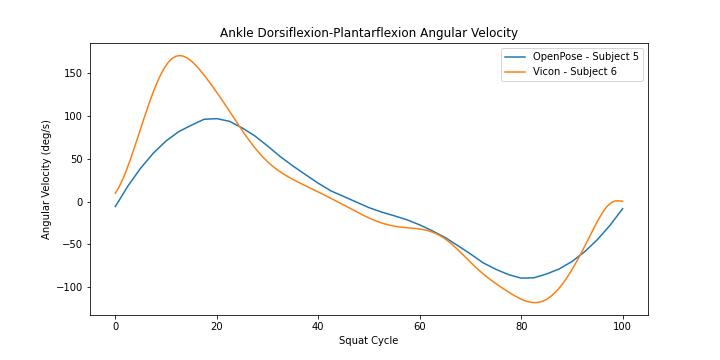 Ankle Dorsiflexion-Plantarflexion Angular Velocity
OpenPose - Subject 5
Vicon - Subject 6
Angular Velocity (deg/s)
150
100
50
0
−50
−100
0 20 40 60 80 100
Squat Cycle